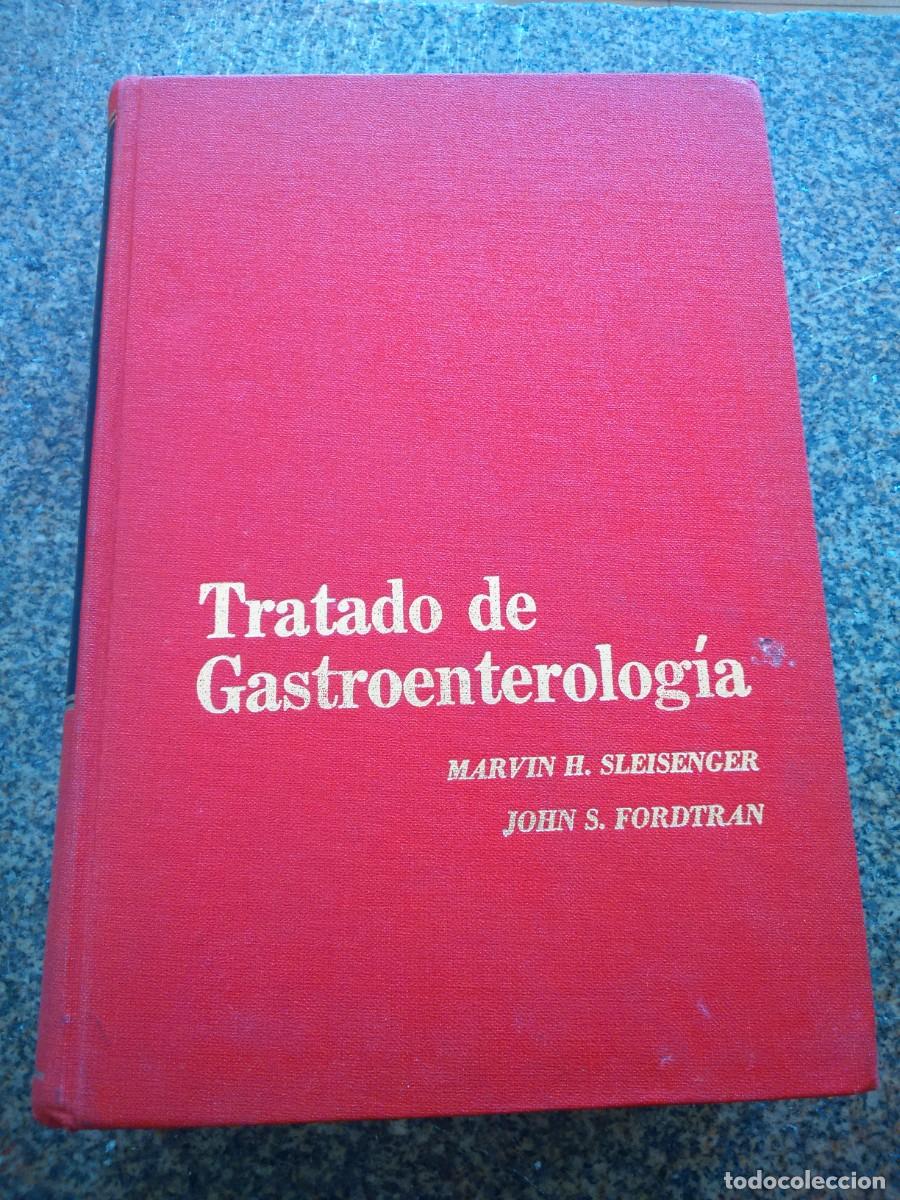 Tratado de
Gastroenterología
MARVIN H. SLEISENGER
JOHN S. FORDTRAN
todocoleccion